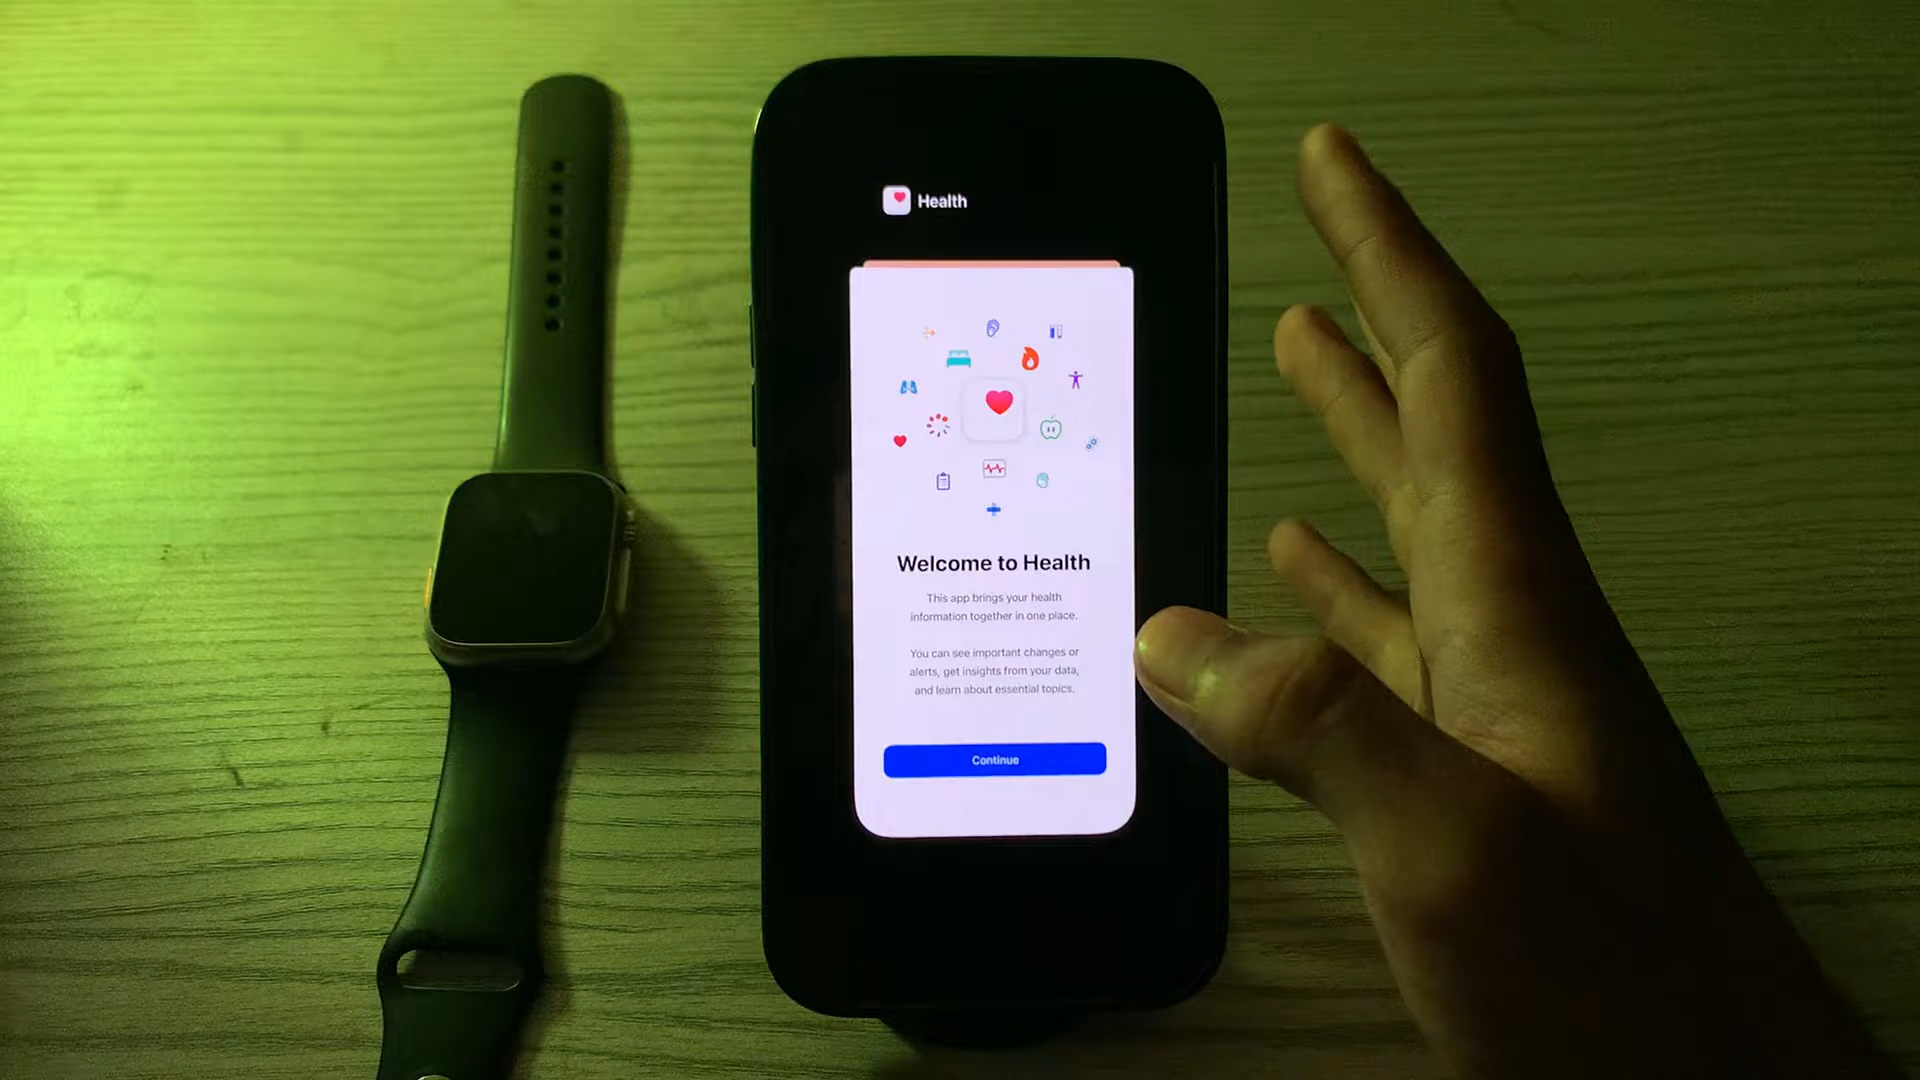 Health
Welcome to Health
This app brings your health
information together in one place.
You can see important changes or
alerts, get insights from your data,
and learn about essential topics.
Continue